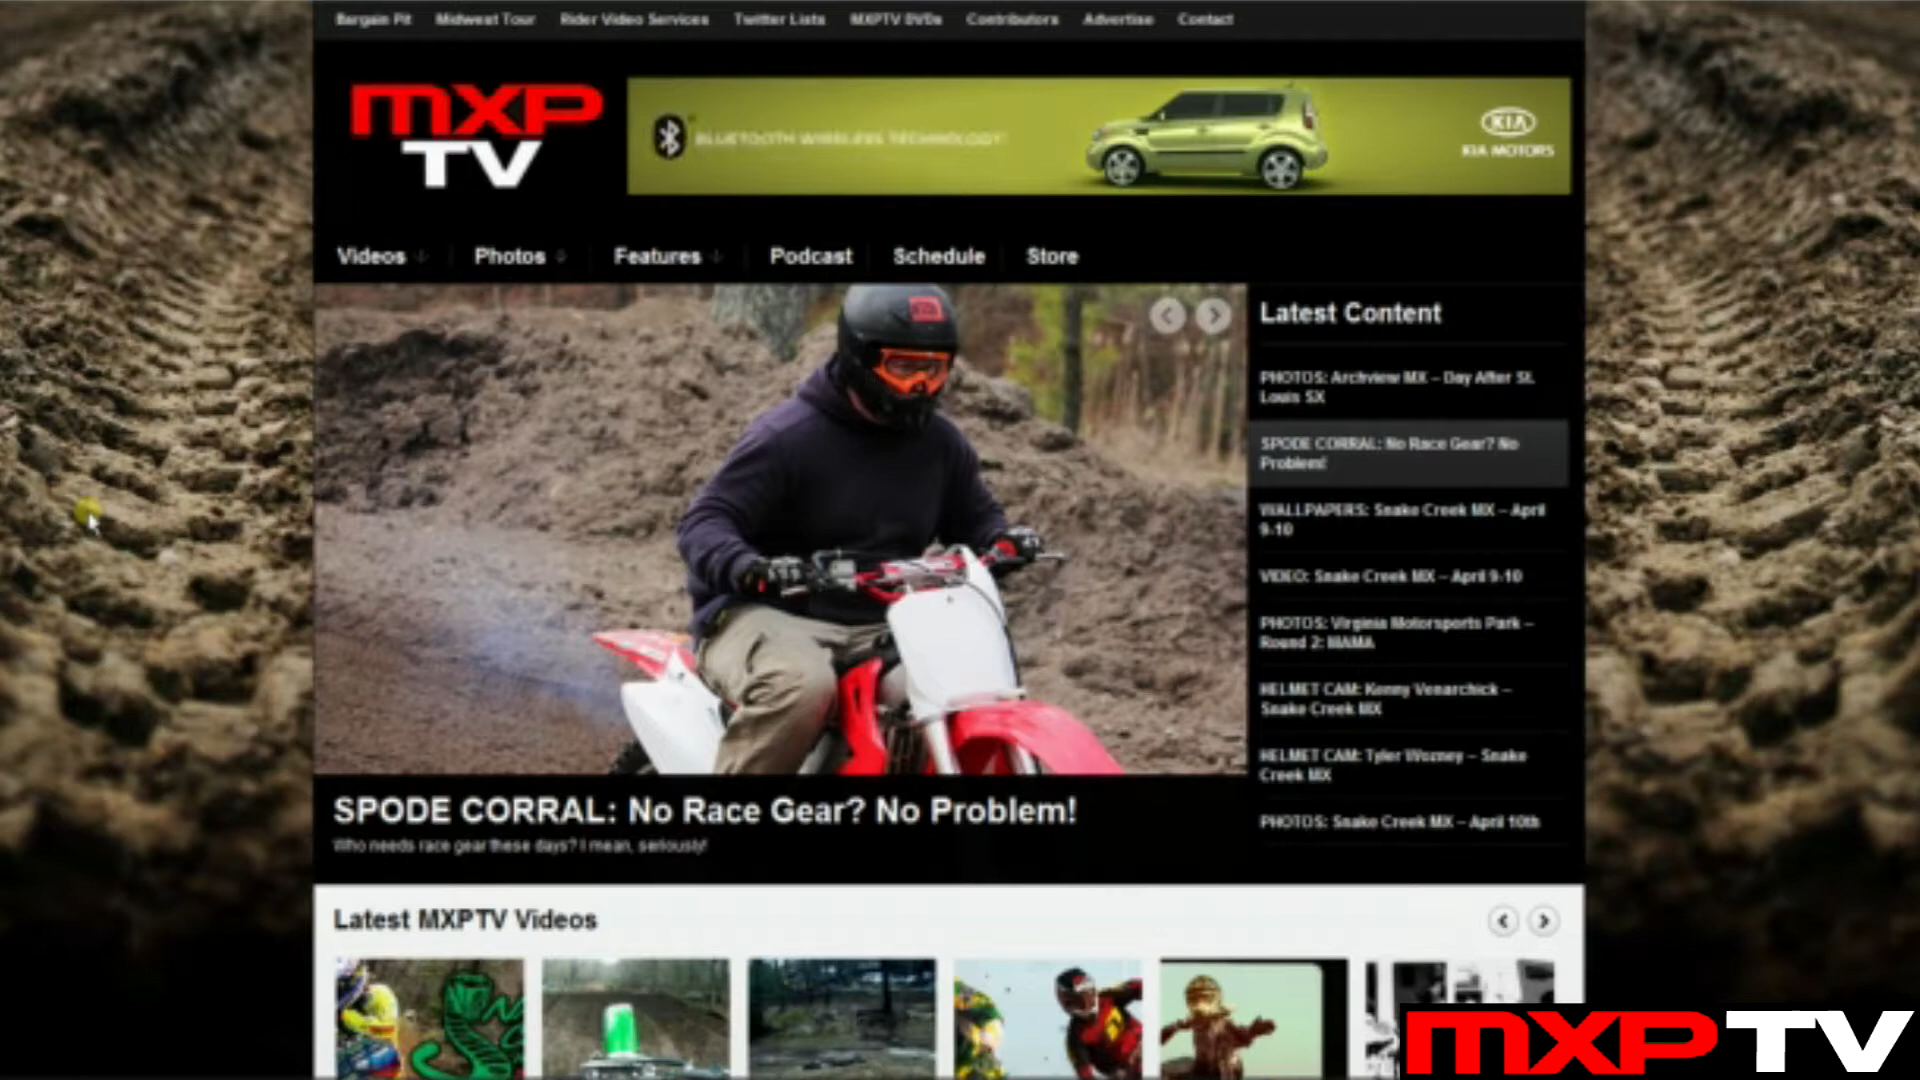 Bargain Pit Midwest Tour Rider Video Services Twitter Lists MXPTV DVDs Contributors Advertise Contact
MXP
TV
BLUETOOTH WIRELESS TECHNOLOGY
KIA
KIA MOTORS
Videos Photos Features Podcast Schedule Store
Latest Content
PHOTOS: Archview MX – Day After St.
Louis SX
SPODE CORRAL: No Race Gear? No
Problem!
WALLPAPERS: Snake Creek MX – April
9-10
VIDEO: Snake Creek MX – April 9-10
PHOTOS: Virginia Motorsports Park –
Round 2: MAMA
HELMET CAM: Kenny Venarchick –
Snake Creek MX
HELMET CAM: Tyler Wozney – Snake
Creek MX
PHOTOS: Snake Creek MX – April 10th
SPODE CORRAL: No Race Gear? No Problem!
Who needs race gear these days? I mean, seriously!
Latest MXPTV Videos
MXPTV